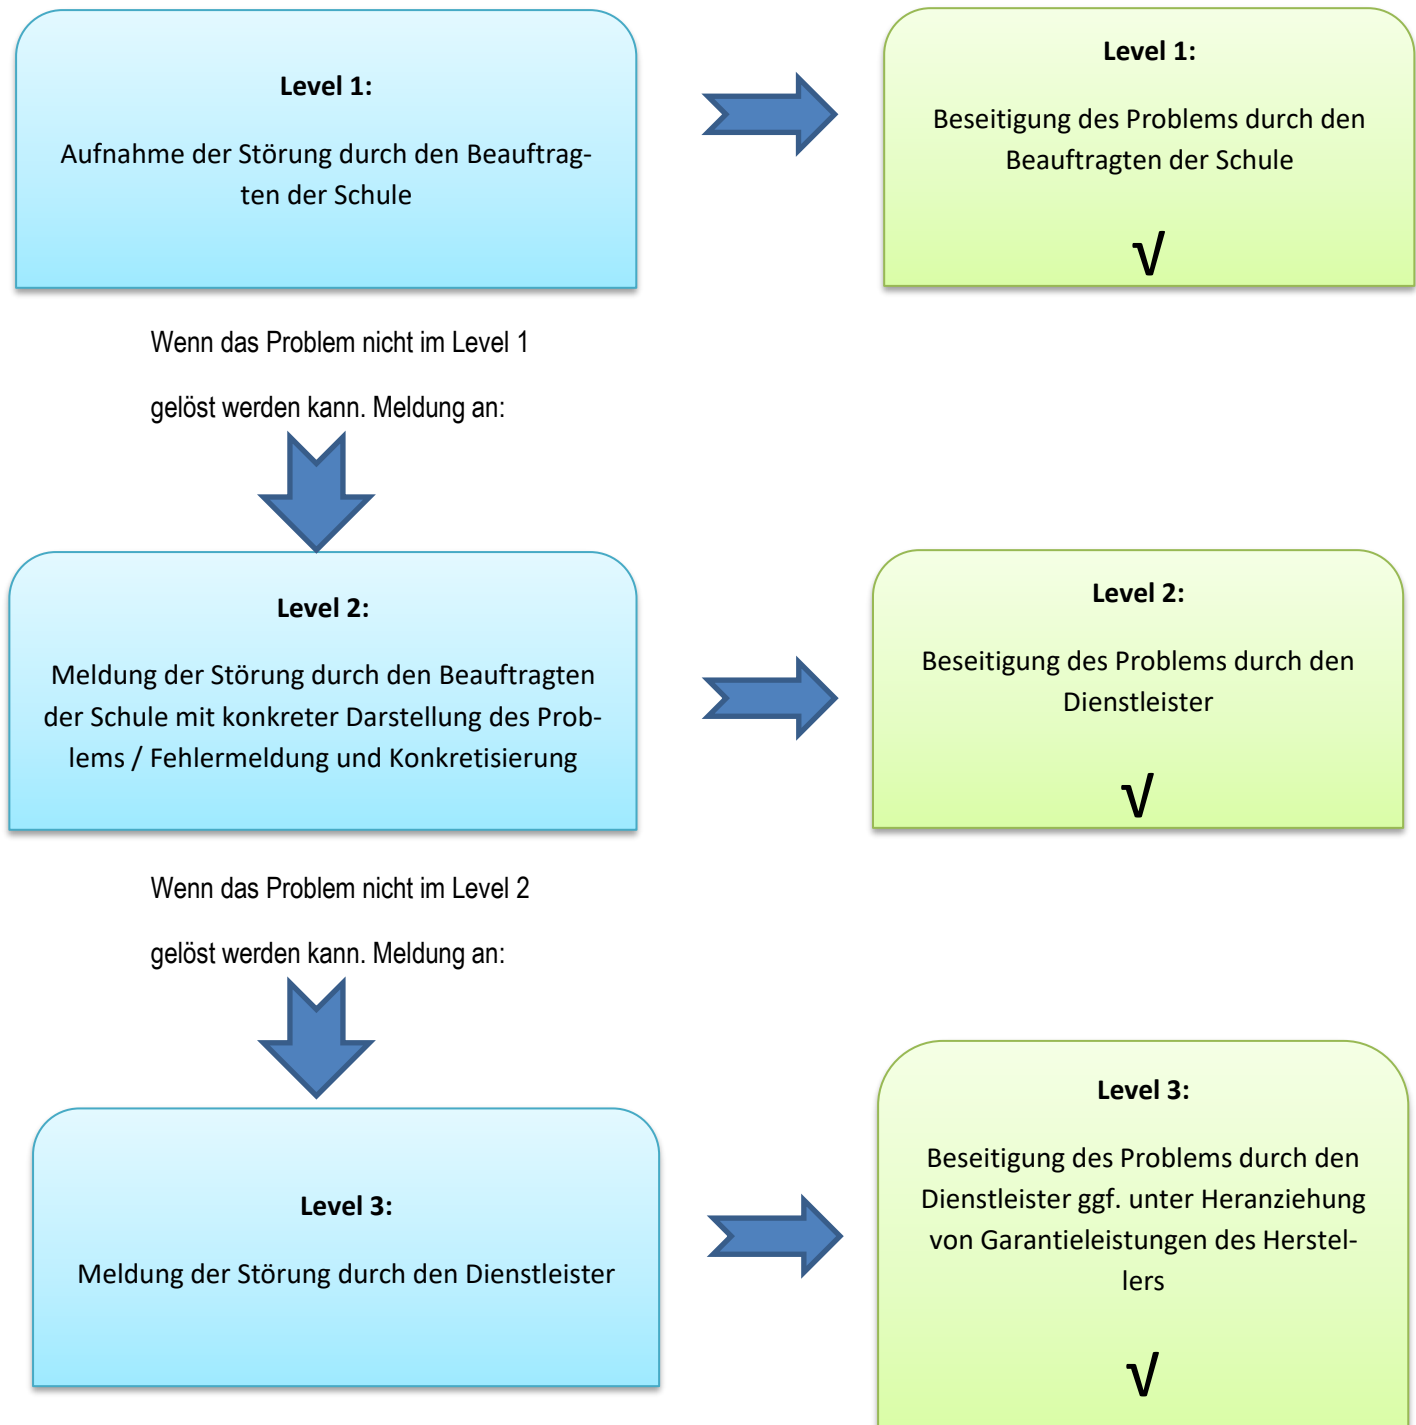 Level 1:
Aufnahme der Störung durch den Beauftrag-
ten der Schule
Level 1:
Beseitigung des Problems durch den
Beauftragten der Schule
√
Wenn das Problem nicht im Level 1
gelöst werden kann. Meldung an:
Level 2:
Meldung der Störung durch den Beauftragten
der Schule mit konkreter Darstellung des Prob-
lems / Fehlermeldung und Konkretisierung
Level 2:
Beseitigung des Problems durch den
Dienstleister
√
Wenn das Problem nicht im Level 2
gelöst werden kann. Meldung an:
Level 3:
Meldung der Störung durch den Dienstleister
Level 3:
Beseitigung des Problems durch den
Dienstleister ggf. unter Heranziehung
von Garantieleistungen des Herstel-
lers
√